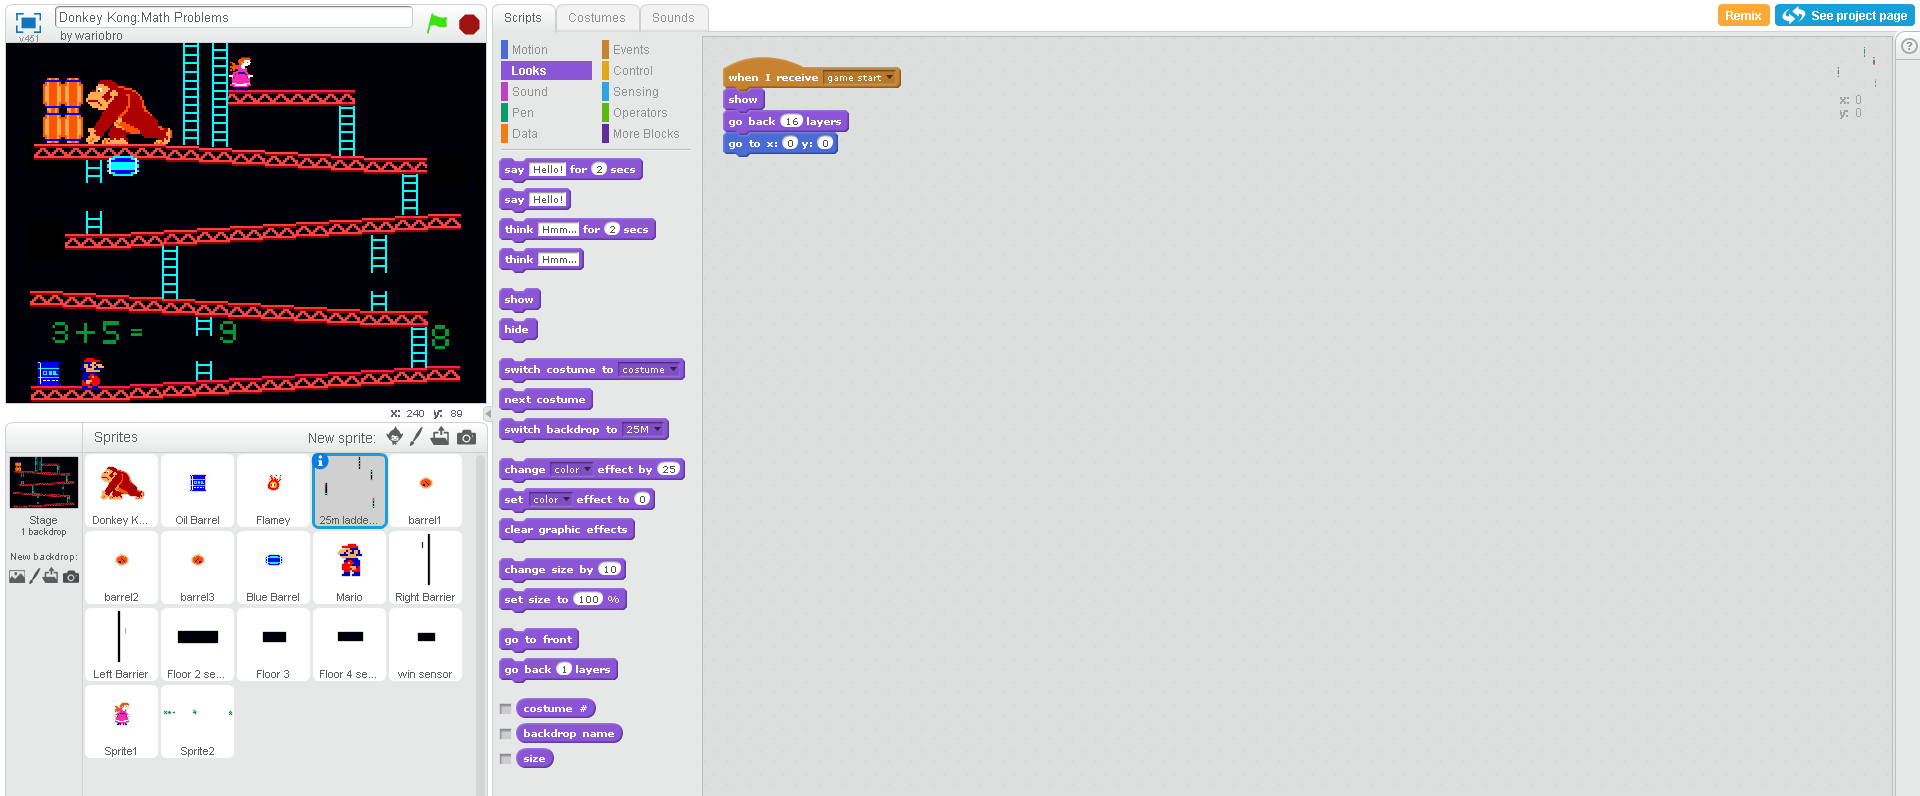 Donkey Kong:Math Problems
by wariobro
v451
3+5= 9 8
OIL
x: 240 y: 89
Sprites
New sprite:
Stage
1 backdrop
New backdrop:
Donkey K...
Oil Barrel
Flamey
25m ladde...
barrel1
barrel2
barrel3
Blue Barrel
Mario
Right Barrier
Left Barrier
Floor 2 se...
Floor 3
Floor 4 se...
win sensor
Sprite1
Sprite2
Scripts
Costumes
Sounds
Motion
Looks
Sound
Pen
Data
Events
Control
Sensing
Operators
More Blocks
say Hello! for 2 secs
say Hello!
think Hmm... for 2 secs
think Hmm...
show
hide
switch costume to costume
next costume
switch backdrop to 25M
change color effect by 25
set color effect to 0
clear graphic effects
change size by 10
set size to 100 %
go to front
go back 1 layers
costume #
backdrop name
size
when I receive game start
show
go back 16 layers
go to x: 0 y: 0
Remix
See project page
?
x: 0
y: 0